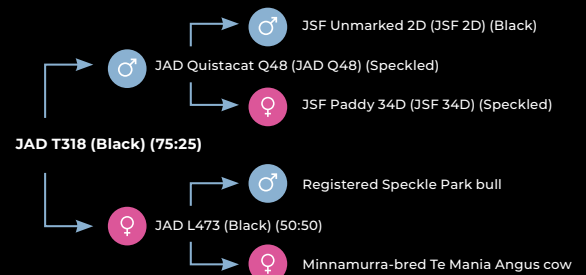 JSF Unmarked 2D (JSF 2D) (Black)
JAD Quistacat Q48 (JAD Q48) (Speckled)
JSF Paddy 34D (JSF 34D) (Speckled)
JAD T318 (Black) (75:25)
Registered Speckle Park bull
JAD L473 (Black) (50:50)
Minnamurra-bred Te Mania Angus cow